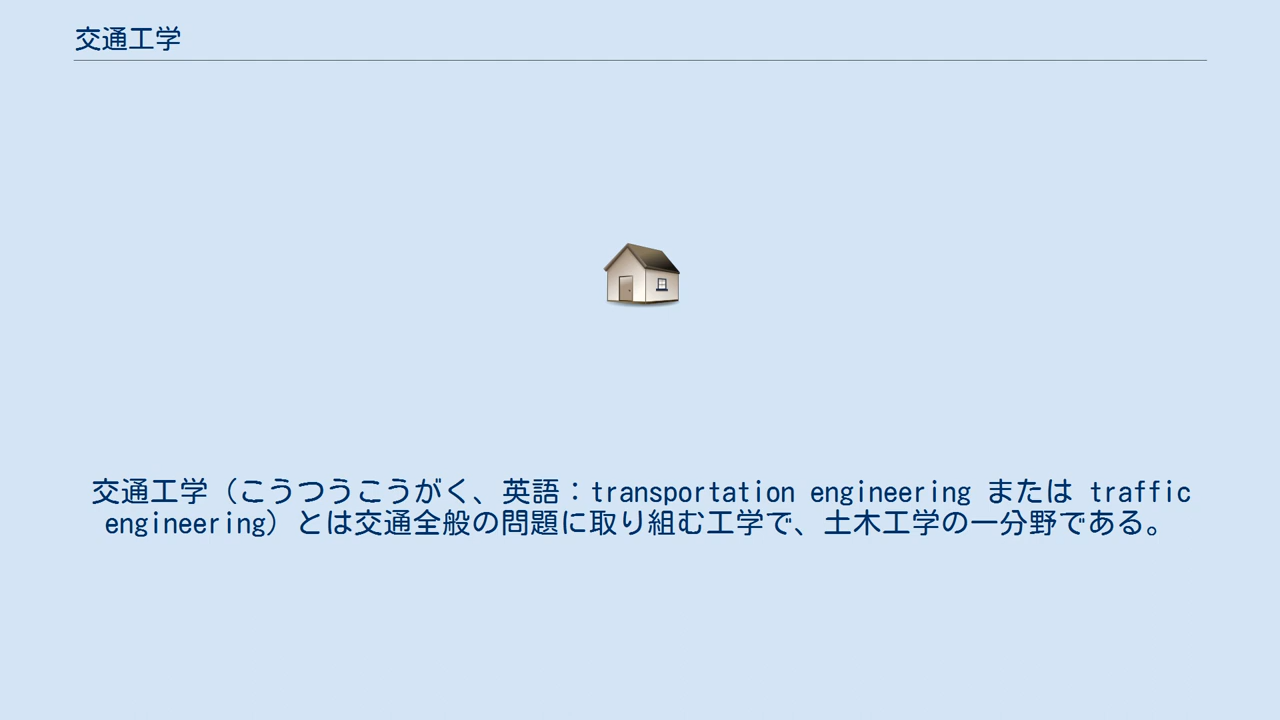 交通工学
交通工学（こうつうこうがく、英語：transportation engineering または traffic
engineering）とは交通全般の問題に取り組む工学で、土木工学の一分野である。